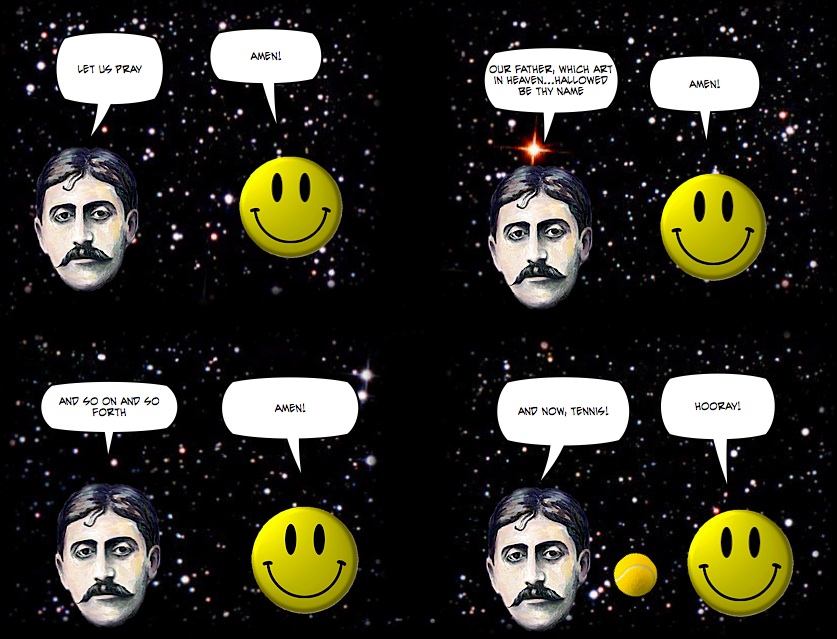 LET US PRAY
AMEN!
OUR FATHER, WHICH ART
IN HEAVEN...HALLOWED
BE THY NAME
AMEN!
AND SO ON AND SO
FORTH
AMEN!
AND NOW, TENNIS!
HOORAY!